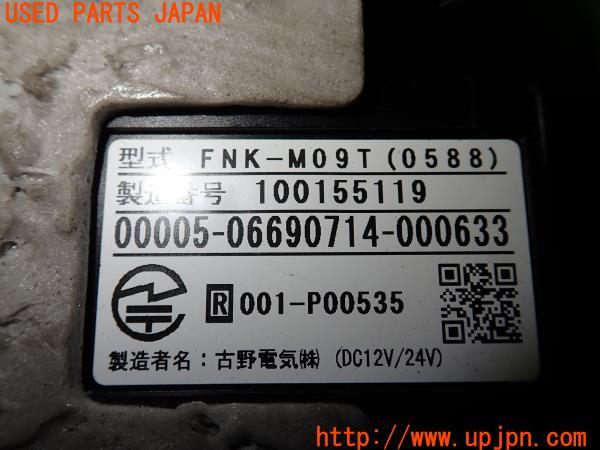 USED PARTS JAPAN
型式 FNK-M09T(0588)
製造番号 100155119
00005-06690714-000633
R 001-P00535
製造者名：古野電気㈱ (DC12V/24V)
http://www.upjpn.com